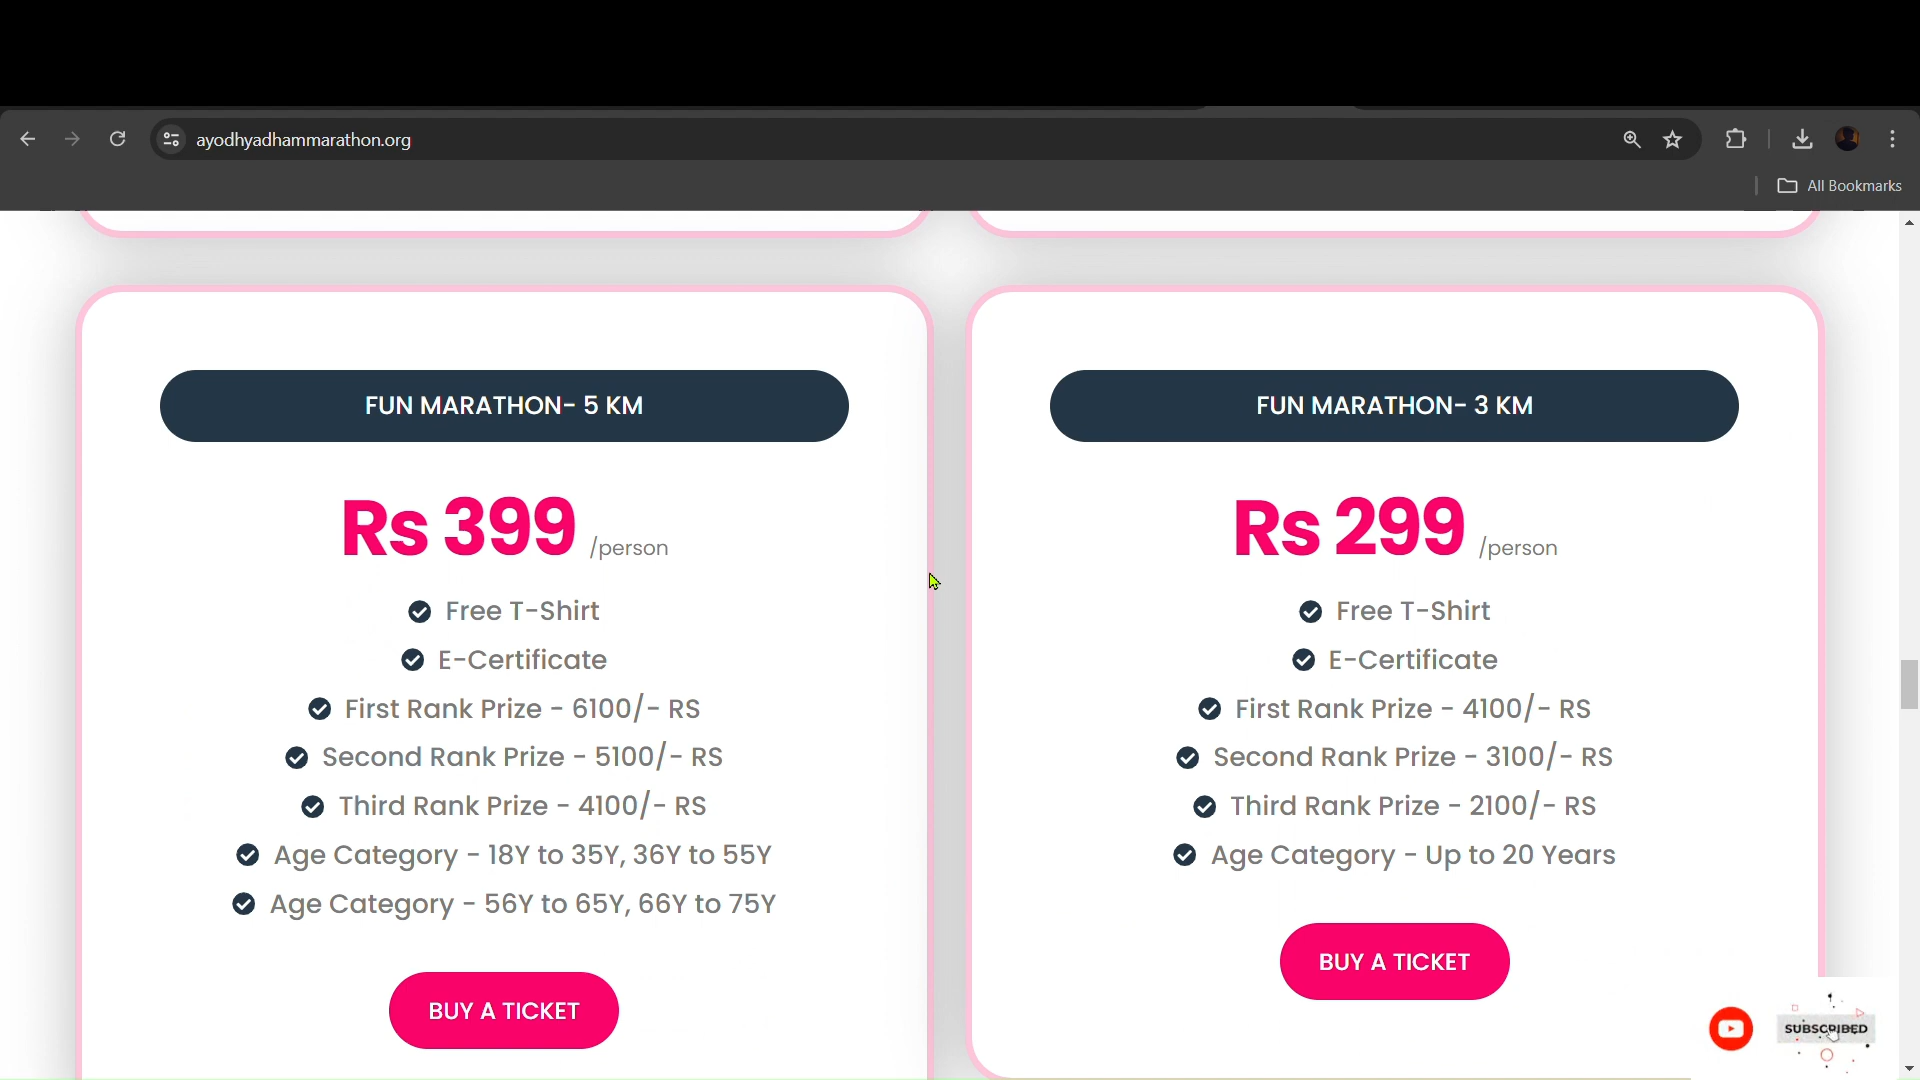 ayodhyadhammarathon.org
All Bookmarks
FUN MARATHON- 5 KM
Rs 399 /person
Free T-Shirt
E-Certificate
First Rank Prize - 6100/- RS
Second Rank Prize - 5100/- RS
Third Rank Prize - 4100/- RS
Age Category - 18Y to 35Y, 36Y to 55Y
Age Category - 56Y to 65Y, 66Y to 75Y
BUY A TICKET
FUN MARATHON- 3 KM
Rs 299 /person
Free T-Shirt
E-Certificate
First Rank Prize - 4100/- RS
Second Rank Prize - 3100/- RS
Third Rank Prize - 2100/- RS
Age Category - Up to 20 Years
BUY A TICKET
SUBSCRIBED